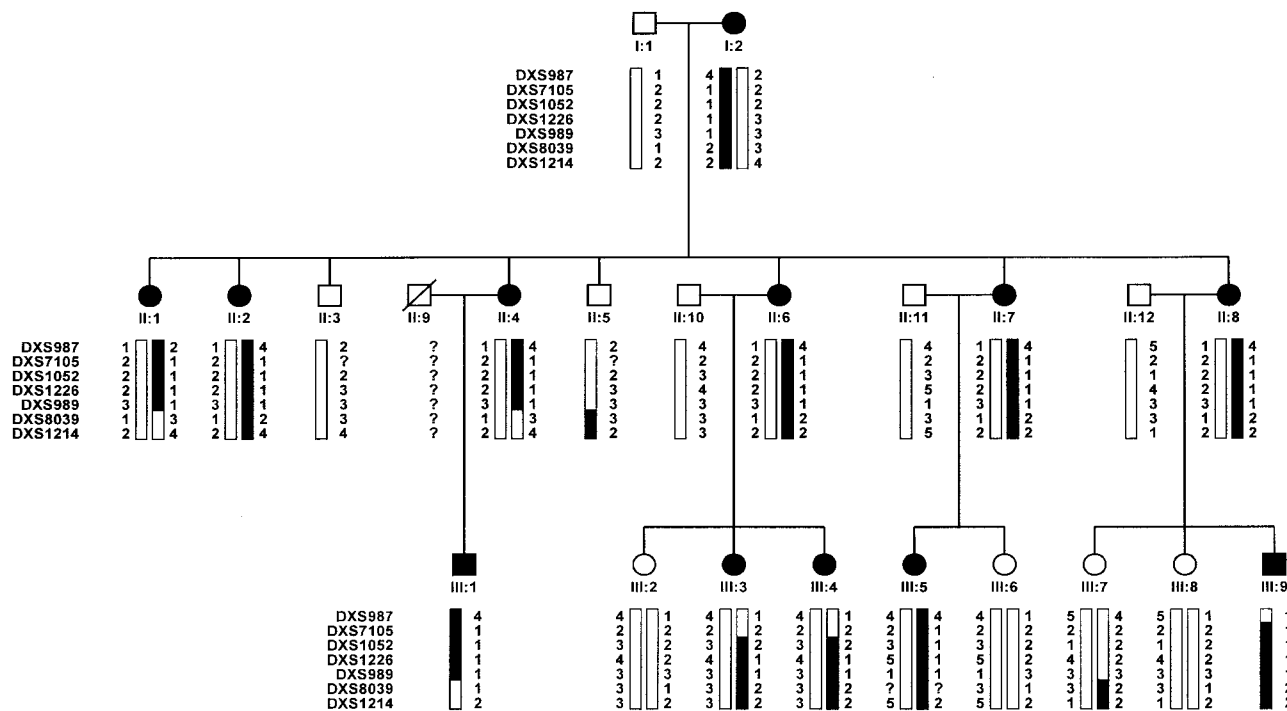 I:1 I:2
DXS987 1 4 2
DXS7105 2 1 2
DXS1052 2 1 2
DXS1226 2 1 3
DXS989 3 1 3
DXS8039 1 2 3
DXS1214 2 2 4
II:1 II:2 II:3 II:9 II:4 II:5 II:10 II:6 II:11 II:7 II:12 II:8
DXS987 1 2 1 4 2 ? 1 4 2 4 1 4 4 1 4 5 1 4
DXS7105 2 1 2 1 ? ? 2 1 ? 2 2 1 2 2 1 2 2 1
DXS1052 2 1 2 1 2 ? 2 1 2 3 2 1 3 2 1 1 2 1
DXS1226 2 1 2 1 3 ? 2 1 3 4 2 1 5 2 1 4 2 1
DXS989 3 1 3 1 3 ? 3 1 3 1 3 1 1 3 1 3 3 1
DXS8039 1 3 1 2 3 ? 1 3 3 3 1 2 3 1 2 3 1 2
DXS1214 2 4 2 4 4 ? 2 4 2 3 2 2 5 2 2 1 2 2
III:1 III:2 III:3 III:4 III:5 III:6 III:7 III:8 III:9
DXS987 4 4 1 4 1 4 1 4 4 4 1 5 4 5 1
DXS7105 1 2 2 2 2 2 2 2 1 2 2 2 2 2 2
DXS1052 1 3 2 3 1 3 1 3 1 3 2 1 2 1 2
DXS1226 1 4 2 4 1 4 1 5 1 5 2 4 2 4 2
DXS989 1 1 3 1 1 1 1 1 1 1 3 3 3 3 3
DXS8039 1 3 1 3 2 3 2 ? ? 3 1 3 2 3 1
DXS1214 2 3 2 3 2 3 2 5 2 5 2 1 2 1 2